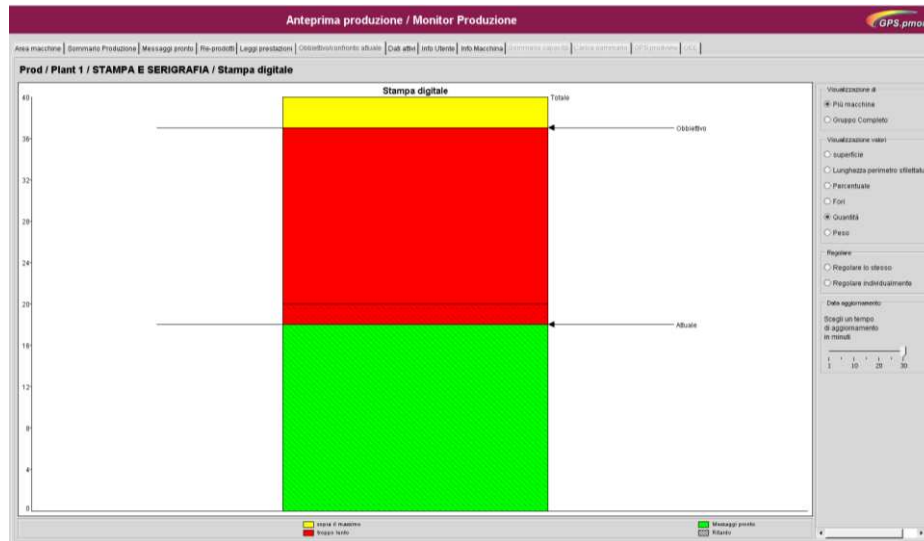 Anteprima produzione / Monitor Produzione
GPS.prod
Area macchine | Sommario Produzione | Messaggi pronto | Re-prodotti | Leggi prestazioni | Obbiettivo/confronto attuale | Dati attivi | Info Utente | Info Macchina
Prod / Plant 1 / STAMPA E SERIGRAFIA / Stampa digitale
Stampa digitale
Totale
Obbiettivo
Attuale
40
36
32
28
24
20
16
12
8
4
0
sopra il massimo
troppo tardi
Messaggi pronto
Ritardo
Visualizzazione di
Più macchine
Gruppo Completo
Visualizzazione valori
superficie
Lunghezza perimetro
Percentuale
Fori
Quantità
Peso
Regolare
Regolare lo stesso
Regolare individualmente
Data aggiornamento
Scegli un tempo
di aggiornamento
in minuti
1 10 20 30